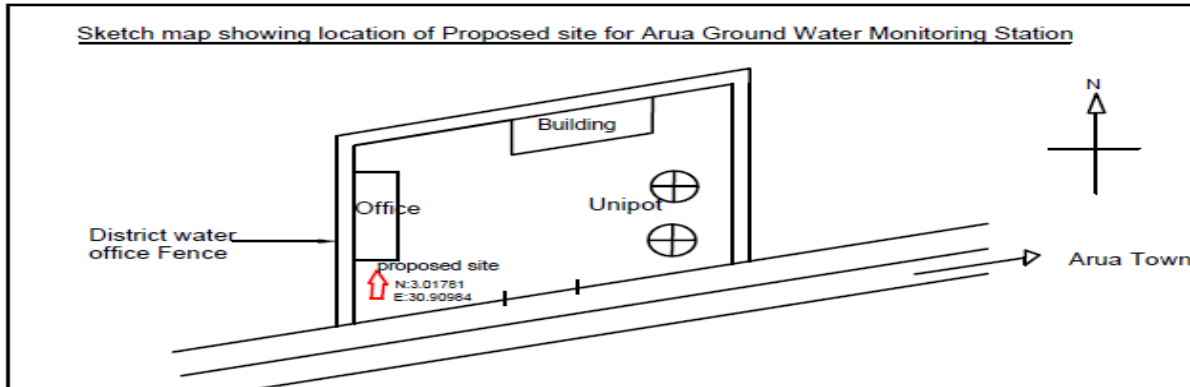 Sketch map showing location of Proposed site for Arua Ground Water Monitoring Station
N
Building
Office
Unipot
District water
office Fence
proposed site
N:3.01781
E:30.90984
Arua Town